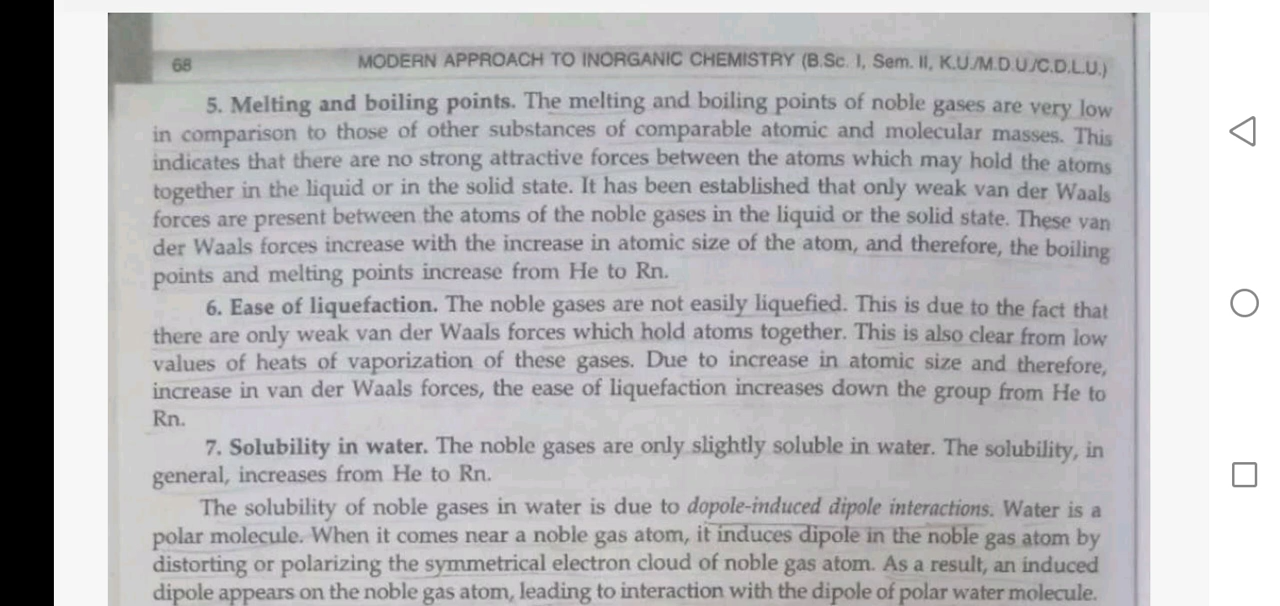 68 MODERN APPROACH TO INORGANIC CHEMISTRY (B.Sc. I, Sem. II, K.U./M.D.U./C.D.L.U.)
5. Melting and boiling points. The melting and boiling points of noble gases are very low
in comparison to those of other substances of comparable atomic and molecular masses. This
indicates that there are no strong attractive forces between the atoms which may hold the atoms
together in the liquid or in the solid state. It has been established that only weak van der Waals
forces are present between the atoms of the noble gases in the liquid or the solid state. These van
der Waals forces increase with the increase in atomic size of the atom, and therefore, the boiling
points and melting points increase from He to Rn.
6. Ease of liquefaction. The noble gases are not easily liquefied. This is due to the fact that
there are only weak van der Waals forces which hold atoms together. This is also clear from low
values of heats of vaporization of these gases. Due to increase in atomic size and therefore,
increase in van der Waals forces, the ease of liquefaction increases down the group from He to
Rn.
7. Solubility in water. The noble gases are only slightly soluble in water. The solubility, in
general, increases from He to Rn.
The solubility of noble gases in water is due to dopole-induced dipole interactions. Water is a
polar molecule. When it comes near a noble gas atom, it induces dipole in the noble gas atom by
distorting or polarizing the symmetrical electron cloud of noble gas atom. As a result, an induced
dipole appears on the noble gas atom, leading to interaction with the dipole of polar water molecule.